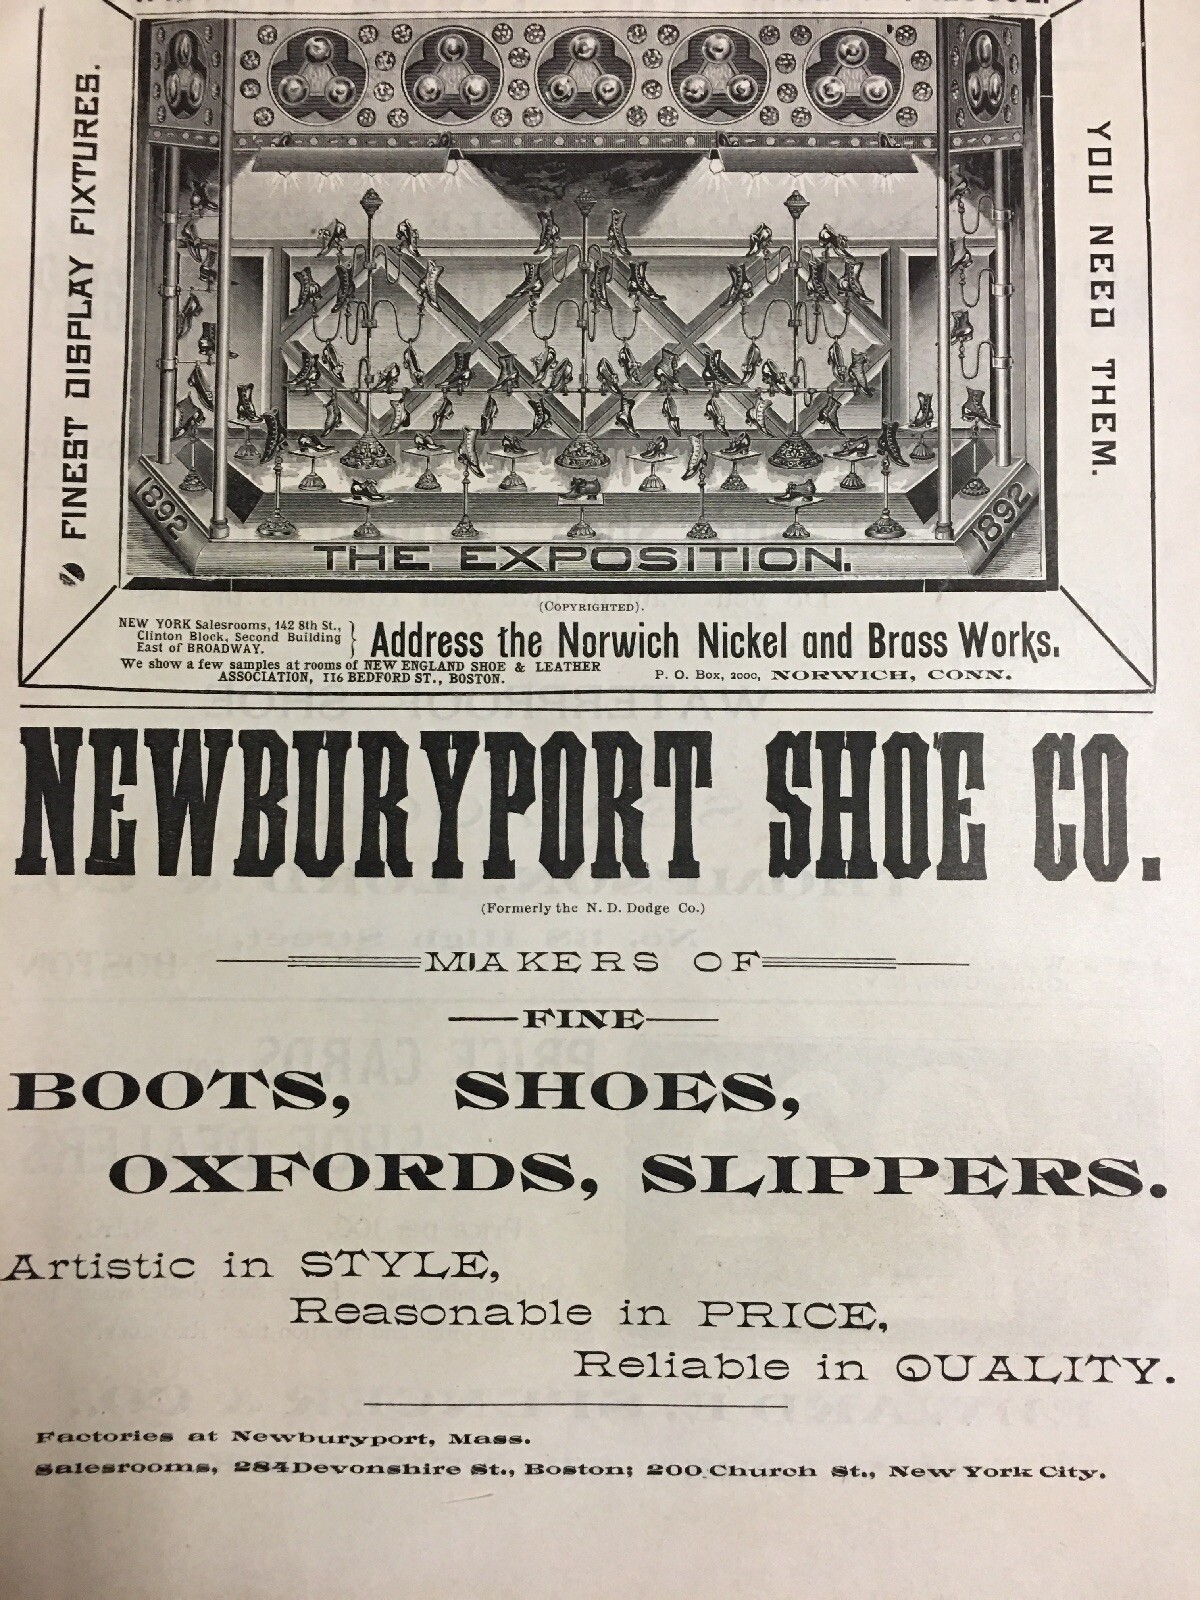 FINEST DISPLAY FIXTURES.
YOU NEED THEM.
1892
1892
THE EXPOSITION.
(COPYRIGHTED).
NEW YORK Salesrooms, 142 8th St.,
Clinton Block, Second Building
East of BROADWAY.
Address the Norwich Nickel and Brass Works.
We show a few samples at rooms of NEW ENGLAND SHOE & LEATHER
ASSOCIATION, 116 BEDFORD ST., BOSTON.
P. O. Box, 2000, NORWICH, CONN.
NEWBURYPORT SHOE CO.
(Formerly the N. D. Dodge Co.)
MAKERS OF
FINE
BOOTS, SHOES,
OXFORDS, SLIPPERS.
Artistic in STYLE,
Reasonable in PRICE,
Reliable in QUALITY.
Factories at Newburyport, Mass.
Salesrooms, 284 Devonshire St., Boston; 200 Church St., New York City.